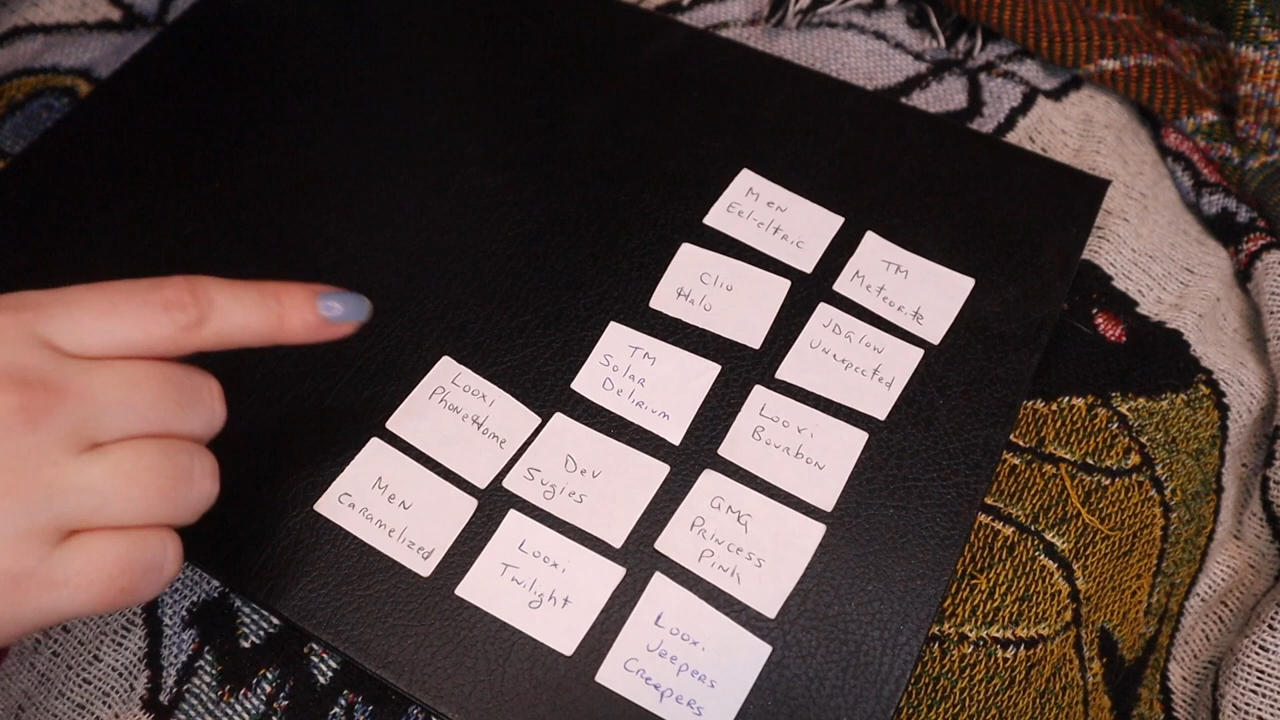 Men
Eel-eltric
TM
Meteorite
Clio
Halo
JDGlow
Unexpected
TM
Solar
Delirium
Looxi
Bourbon
Looxi
PhoneHome
Dev
Sugies
GMG
Princess
Pink
Men
Caramelized
Looxi
Twilight
Looxi
Jeepers
Creepers